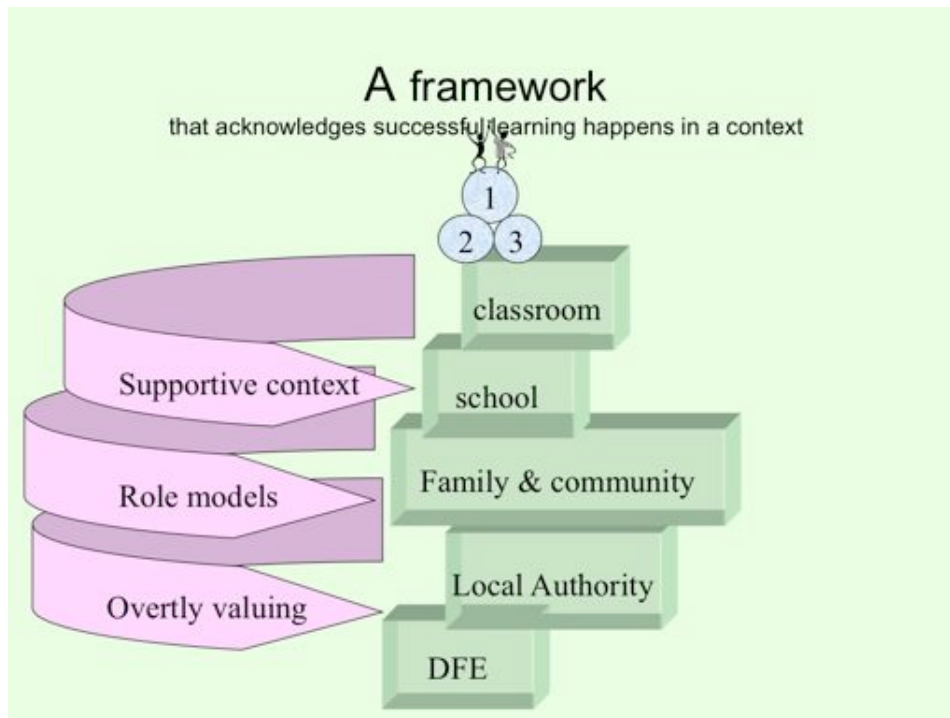 A framework
that acknowledges successful learning happens in a context
1
2 3
classroom
Supportive context
school
Family & community
Role models
Local Authority
Overtly valuing
DFE